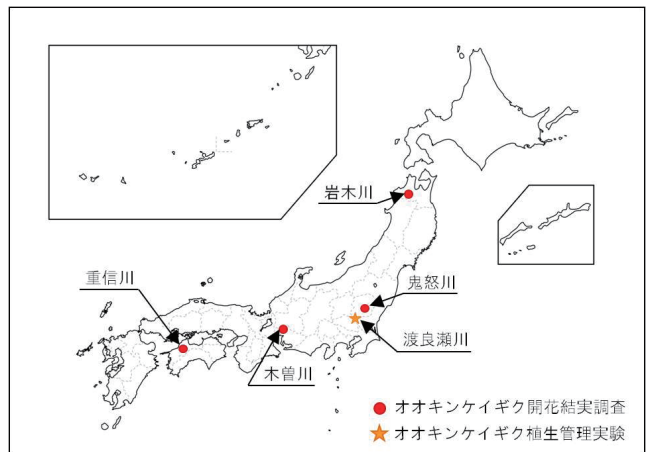 岩木川
重信川
鬼怒川
渡良瀬川
木曽川
オオキンケイギク開花結実調査
オオキンケイギク植生管理実験